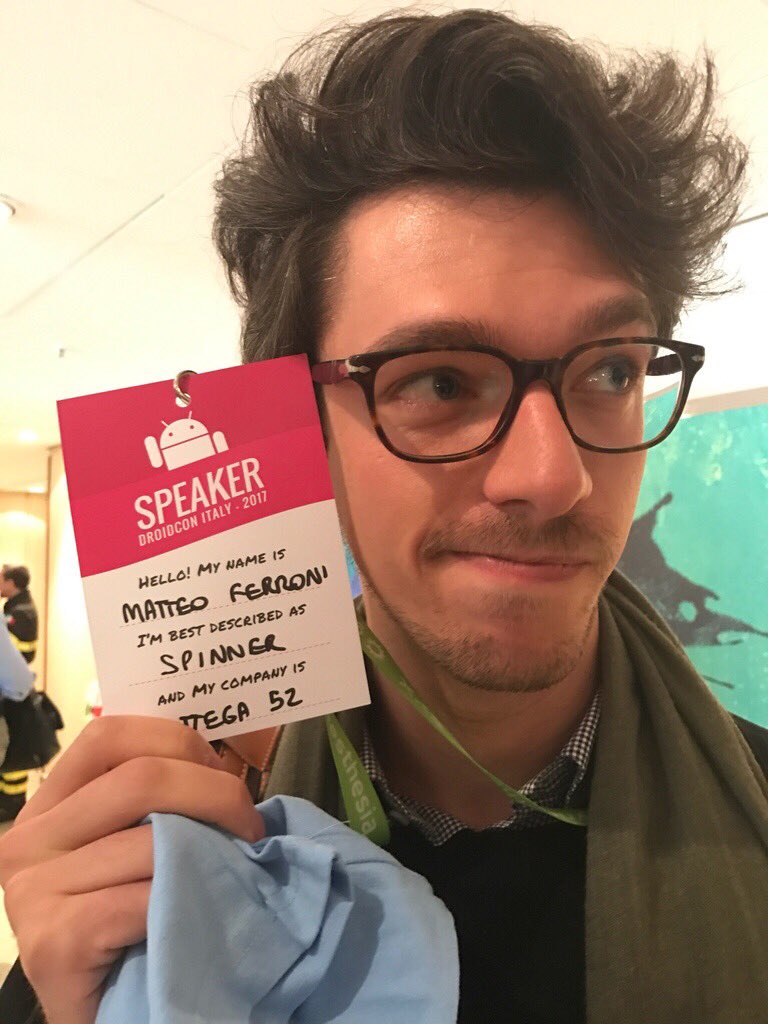 SPEAKER
DROIDCON ITALY - 2017
HELLO! MY NAME IS
MATTEO FERRONI
I'M BEST DESCRIBED AS
SPINNER
AND MY COMPANY IS
TTEGA 52
thesia